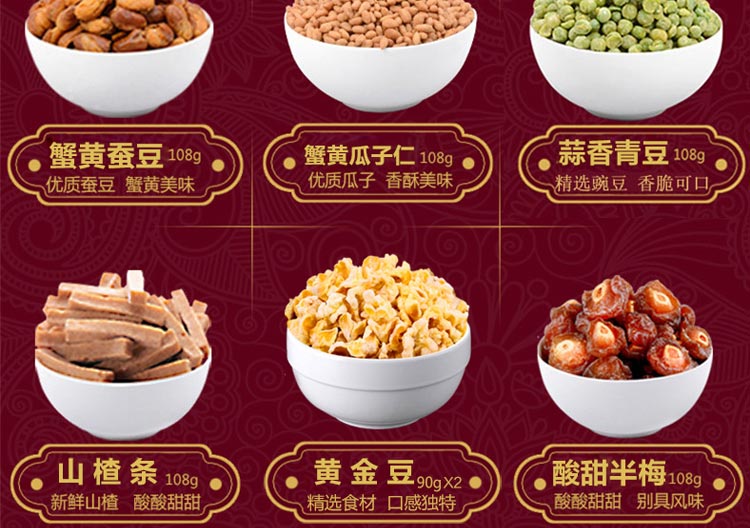 蟹黄蚕豆 108g
优质蚕豆 蟹黄美味
蟹黄瓜子仁 108g
优质瓜子 香酥美味
蒜香青豆 108g
精选豌豆 香脆可口
山楂条 108g
新鲜山楂 酸酸甜甜
黄金豆 90gX2
精选食材 口感独特
酸甜半梅 108g
酸酸甜甜 别具风味